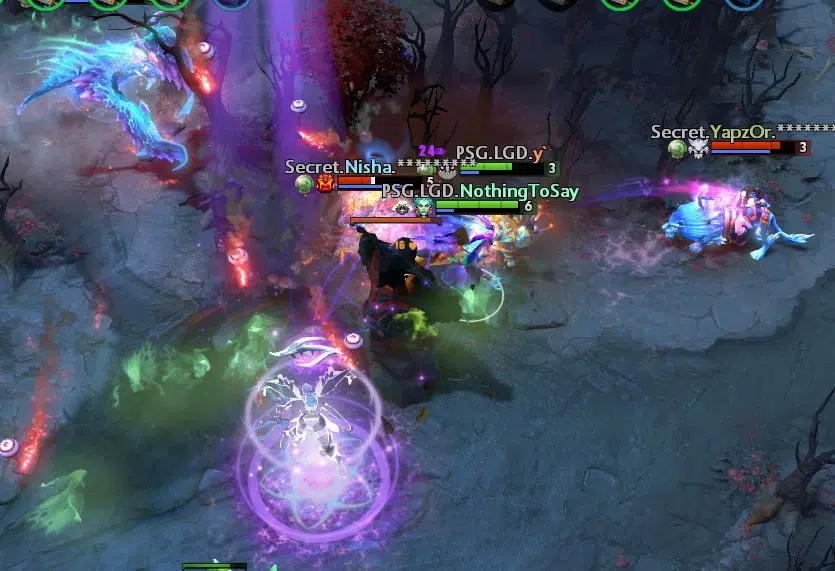 Secret.YapzOr.*******
3
24
PSG.LGD.y`
3
Secret.Nisha.*********
5
PSG.LGD.NothingToSay
6